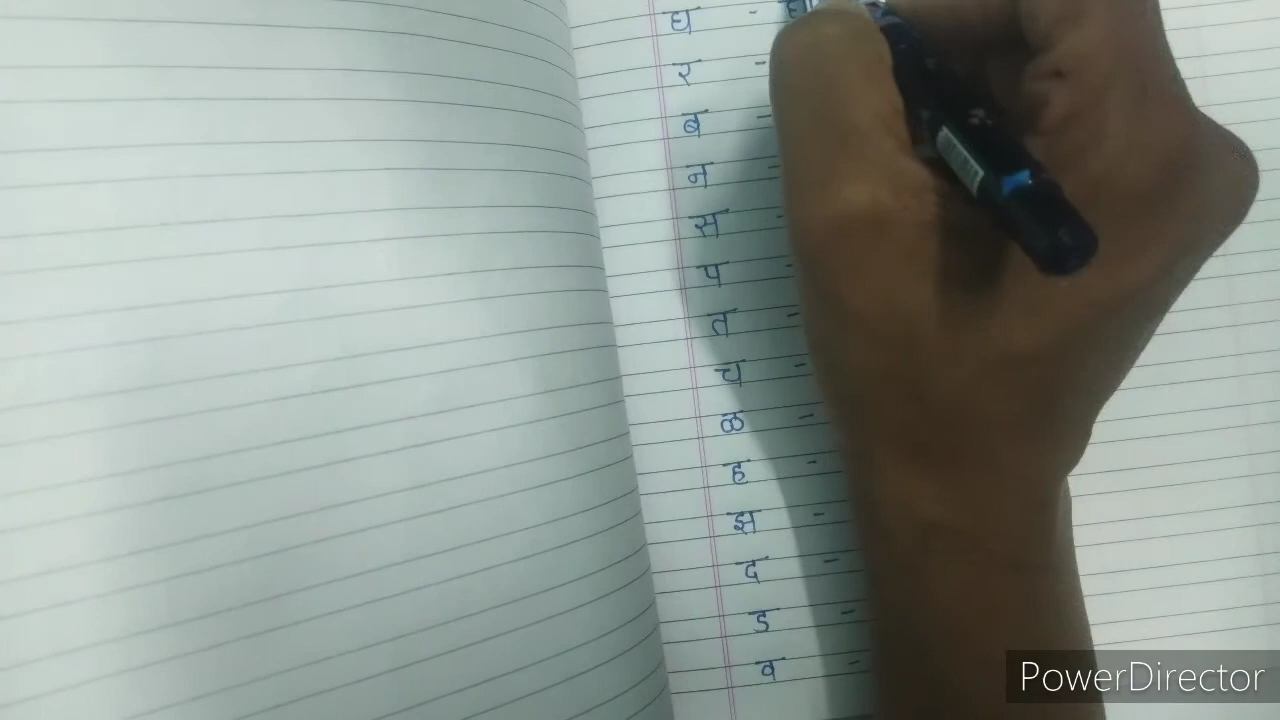 घ -
र -
ब -
न -
स -
प -
त -
च -
ळ -
ह -
झ -
द -
ड -
व -
PowerDirector